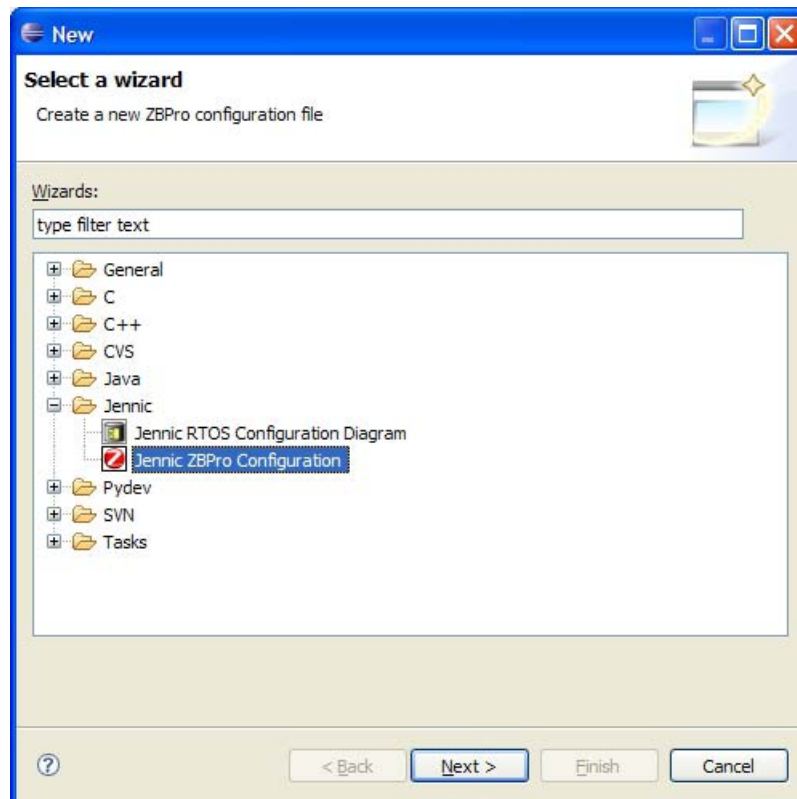 New
Select a wizard
Create a new ZBPro configuration file
Wizards:
type filter text
General
C
C++
CVS
Java
Jennic
Jennic RTOS Configuration Diagram
Jennic ZBPro Configuration
Pydev
SVN
Tasks
< Back Next > Finish Cancel